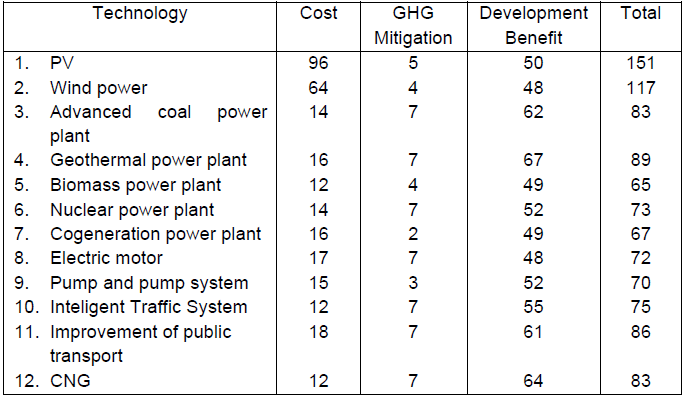 Technology Cost GHG Mitigation Development Benefit Total
1. PV 96 5 50 151
2. Wind power 64 4 48 117
3. Advanced coal power plant 14 7 62 83
4. Geothermal power plant 16 7 67 89
5. Biomass power plant 12 4 49 65
6. Nuclear power plant 14 7 52 73
7. Cogeneration power plant 16 2 49 67
8. Electric motor 17 7 48 72
9. Pump and pump system 15 3 52 70
10. Inteligent Traffic System 12 7 55 75
11. Improvement of public transport 18 7 61 86
12. CNG 12 7 64 83